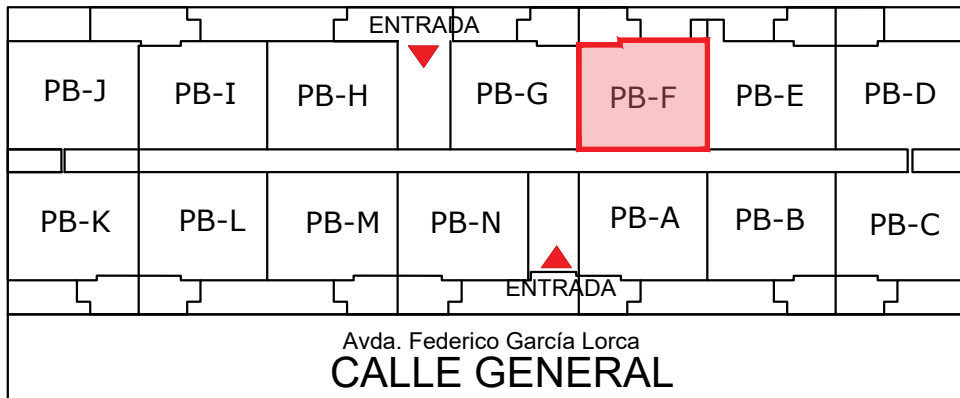 ENTRADA
PB-J PB-I PB-H PB-G PB-F PB-E PB-D
PB-K PB-L PB-M PB-N PB-A PB-B PB-C
ENTRADA
Avda. Federico García Lorca
CALLE GENERAL